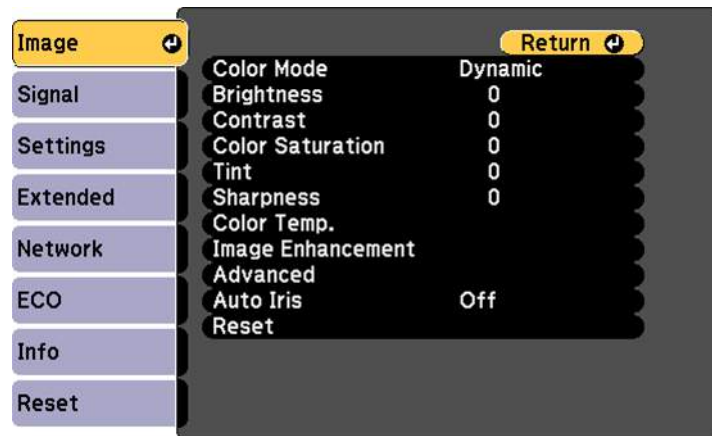 Image
Signal
Settings
Extended
Network
ECO
Info
Reset
Return
Color Mode Dynamic
Brightness 0
Contrast 0
Color Saturation 0
Tint 0
Sharpness 0
Color Temp.
Image Enhancement
Advanced
Auto Iris Off
Reset